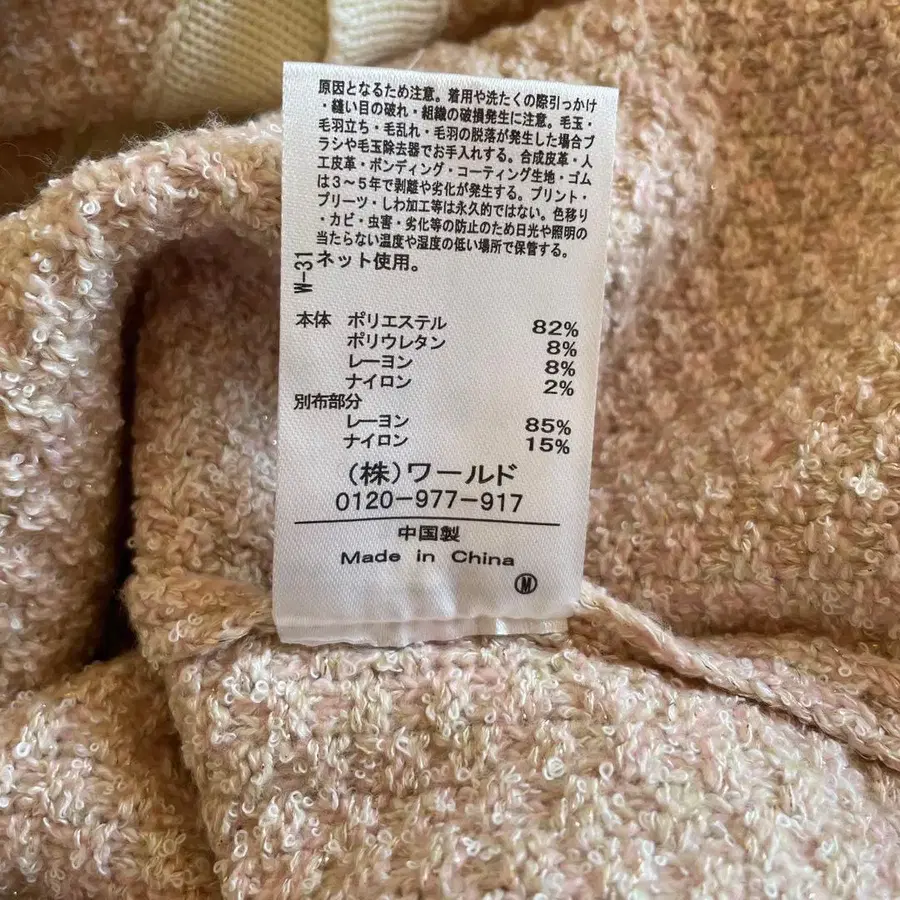 原因となるため注意。着用や洗たくの際引っかけ
・縫い目の破れ・組織の破損発生に注意。毛玉・
毛羽立ち・毛乱れ・毛羽の脱落が発生した場合ブ
ラシや毛玉除去器でお手入れする。合成皮革・人
工皮革・ボンディング・コーティング生地・ゴム
は3〜5年で剥離や劣化が発生する。プリント・
プリーツ・しわ加工等は永久的ではない。色移り
・カビ・虫害・劣化等の防止のため日光や照明の
当たらない温度や湿度の低い場所で保管する。
ネット使用。
W-31
本体 ポリエステル 82%
ポリウレタン 8%
レーヨン 8%
ナイロン 2%
別布部分
レーヨン 85%
ナイロン 15%
(株)ワールド
0120-977-917
中国製
Made in China
M